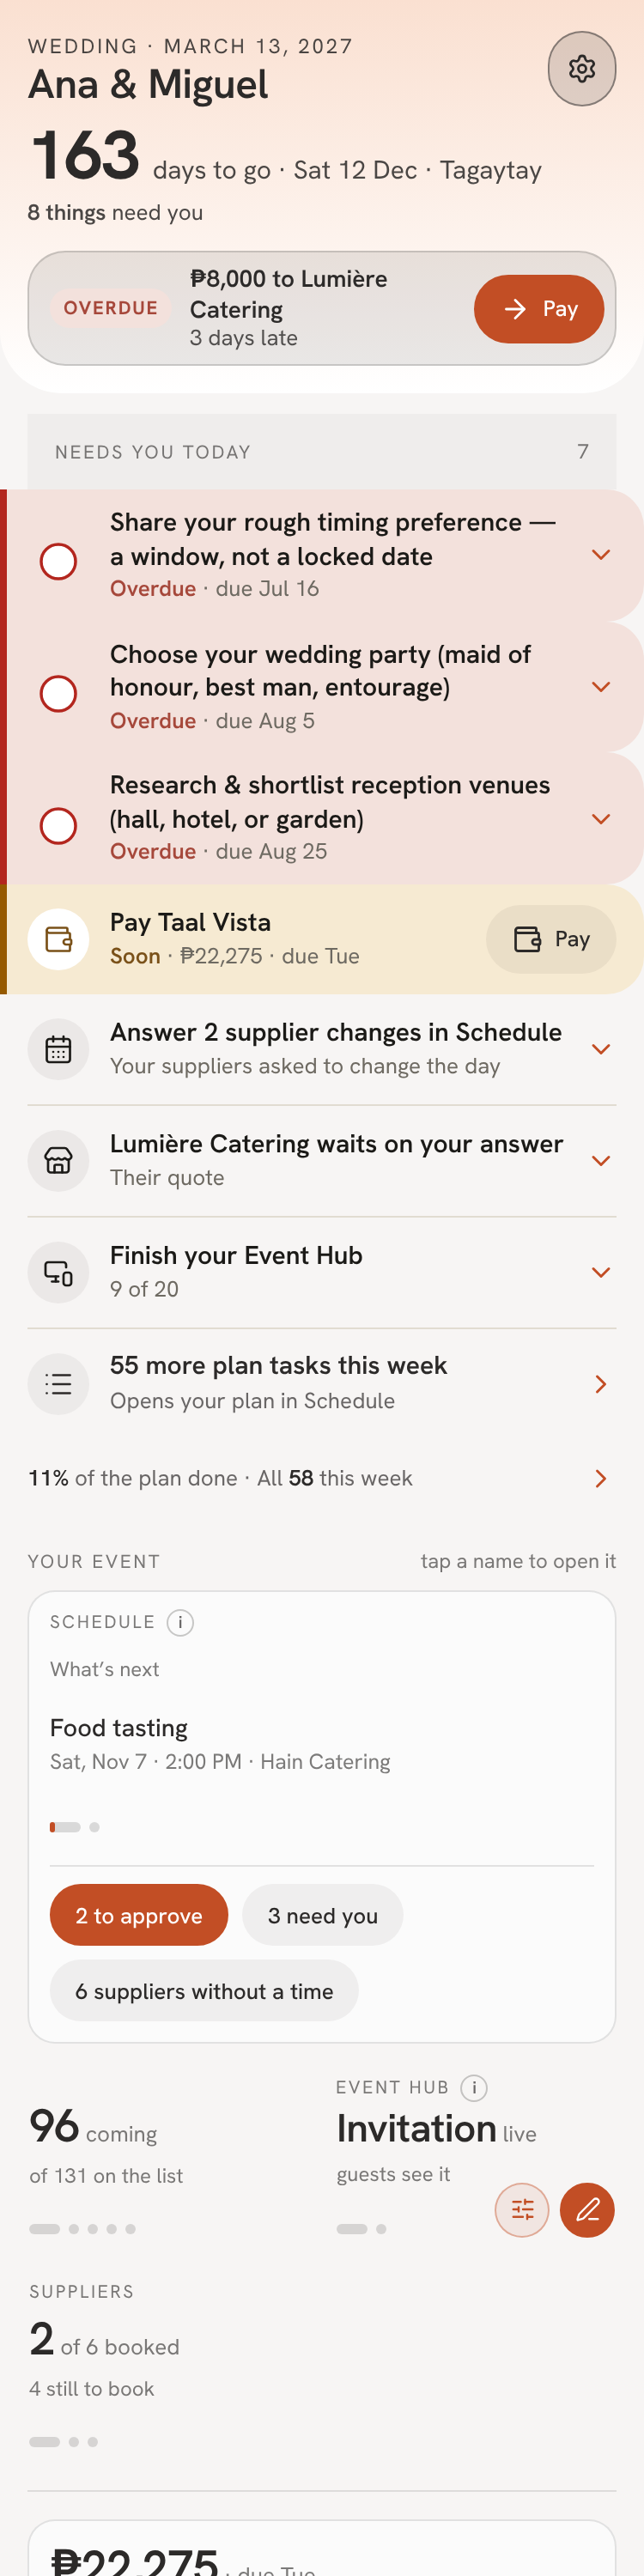 WEDDING · MARCH 13, 2027
Ana & Miguel
163 days to go · Sat 12 Dec · Tagaytay
8 things need you
OVERDUE
₱8,000 to Lumière
Catering
3 days late
Pay
NEEDS YOU TODAY
7
Share your rough timing preference —
a window, not a locked date
Overdue · due Jul 16
Choose your wedding party (maid of
honour, best man, entourage)
Overdue · due Aug 5
Research & shortlist reception venues
(hall, hotel, or garden)
Overdue · due Aug 25
Pay Taal Vista
Soon · ₱22,275 · due Tue
Pay
Answer 2 supplier changes in Schedule
Your suppliers asked to change the day
Lumière Catering waits on your answer
Their quote
Finish your Event Hub
9 of 20
55 more plan tasks this week
Opens your plan in Schedule
11% of the plan done · All 58 this week
YOUR EVENT
tap a name to open it
SCHEDULE i
What’s next
Food tasting
Sat, Nov 7 · 2:00 PM · Hain Catering
2 to approve
3 need you
6 suppliers without a time
96 coming
of 131 on the list
EVENT HUB i
Invitation live
guests see it
SUPPLIERS
2 of 6 booked
4 still to book
₱22,275 · due Tue